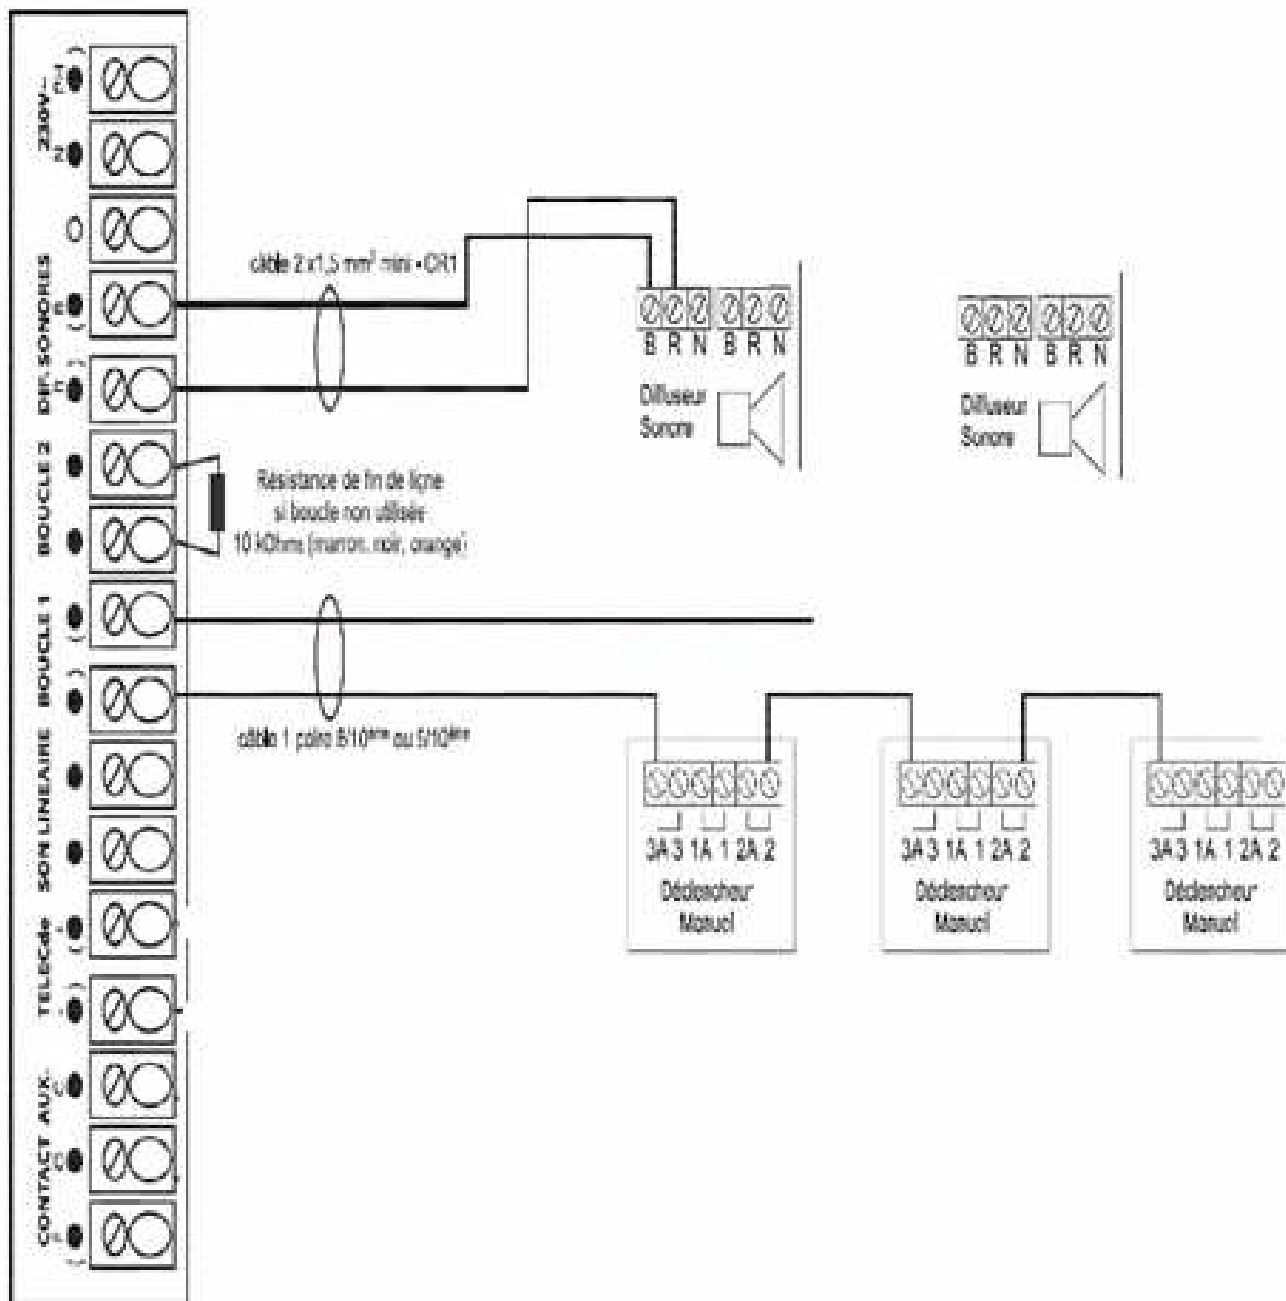 230V~
N
DIF. SONORES
BOUCLE 2
BOUCLE 1
SON LINEAIRE
TELECde
CONTACT AUX.
câble 2 x 1,5 mm² mini - CR1
Résistance de fin de ligne
si boucle non utilisée
10 kOhms (marron, noir, orange)
câble 1 paire 8/10ème ou 9/10ème
B R N B R N
Diffuseur
Sonore
B R N B R N
Diffuseur
Sonore
3A 3 1A 1 2A 2
Déclencheur
Manuel
3A 3 1A 1 2A 2
Déclencheur
Manuel
3A 3 1A 1 2A 2
Déclencheur
Manuel